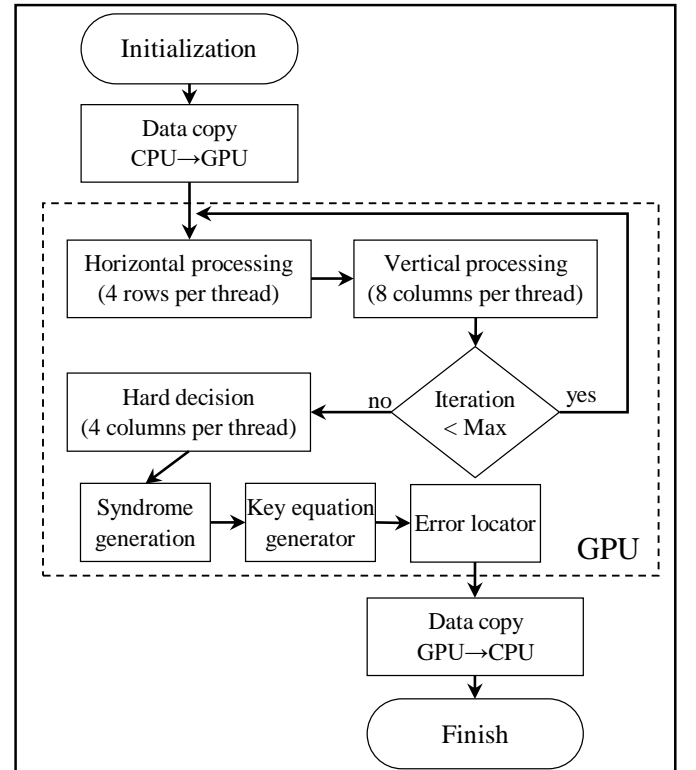 Initialization
Data copy
CPU→GPU
Horizontal processing
(4 rows per thread)
Vertical processing
(8 columns per thread)
Iteration
< Max
yes
no
Hard decision
(4 columns per thread)
Syndrome
generation
Key equation
generator
Error locator
GPU
Data copy
GPU→CPU
Finish